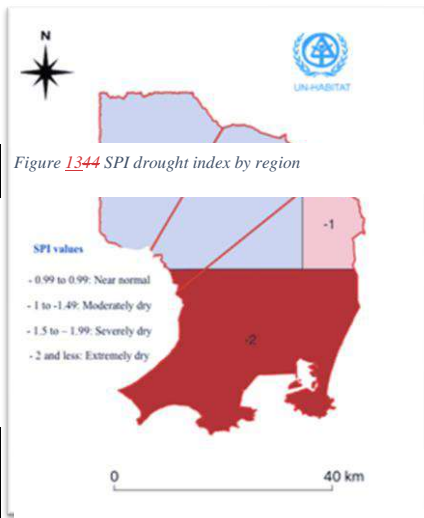 N
UN-HABITAT
Figure 1344 SPI drought index by region
-1
SPI values
- 0.99 to 0.99: Near normal
- 1 to -1.49: Moderately dry
- 1.5 to – 1.99: Severely dry
-2
- 2 and less: Extremely dry
0 40 km